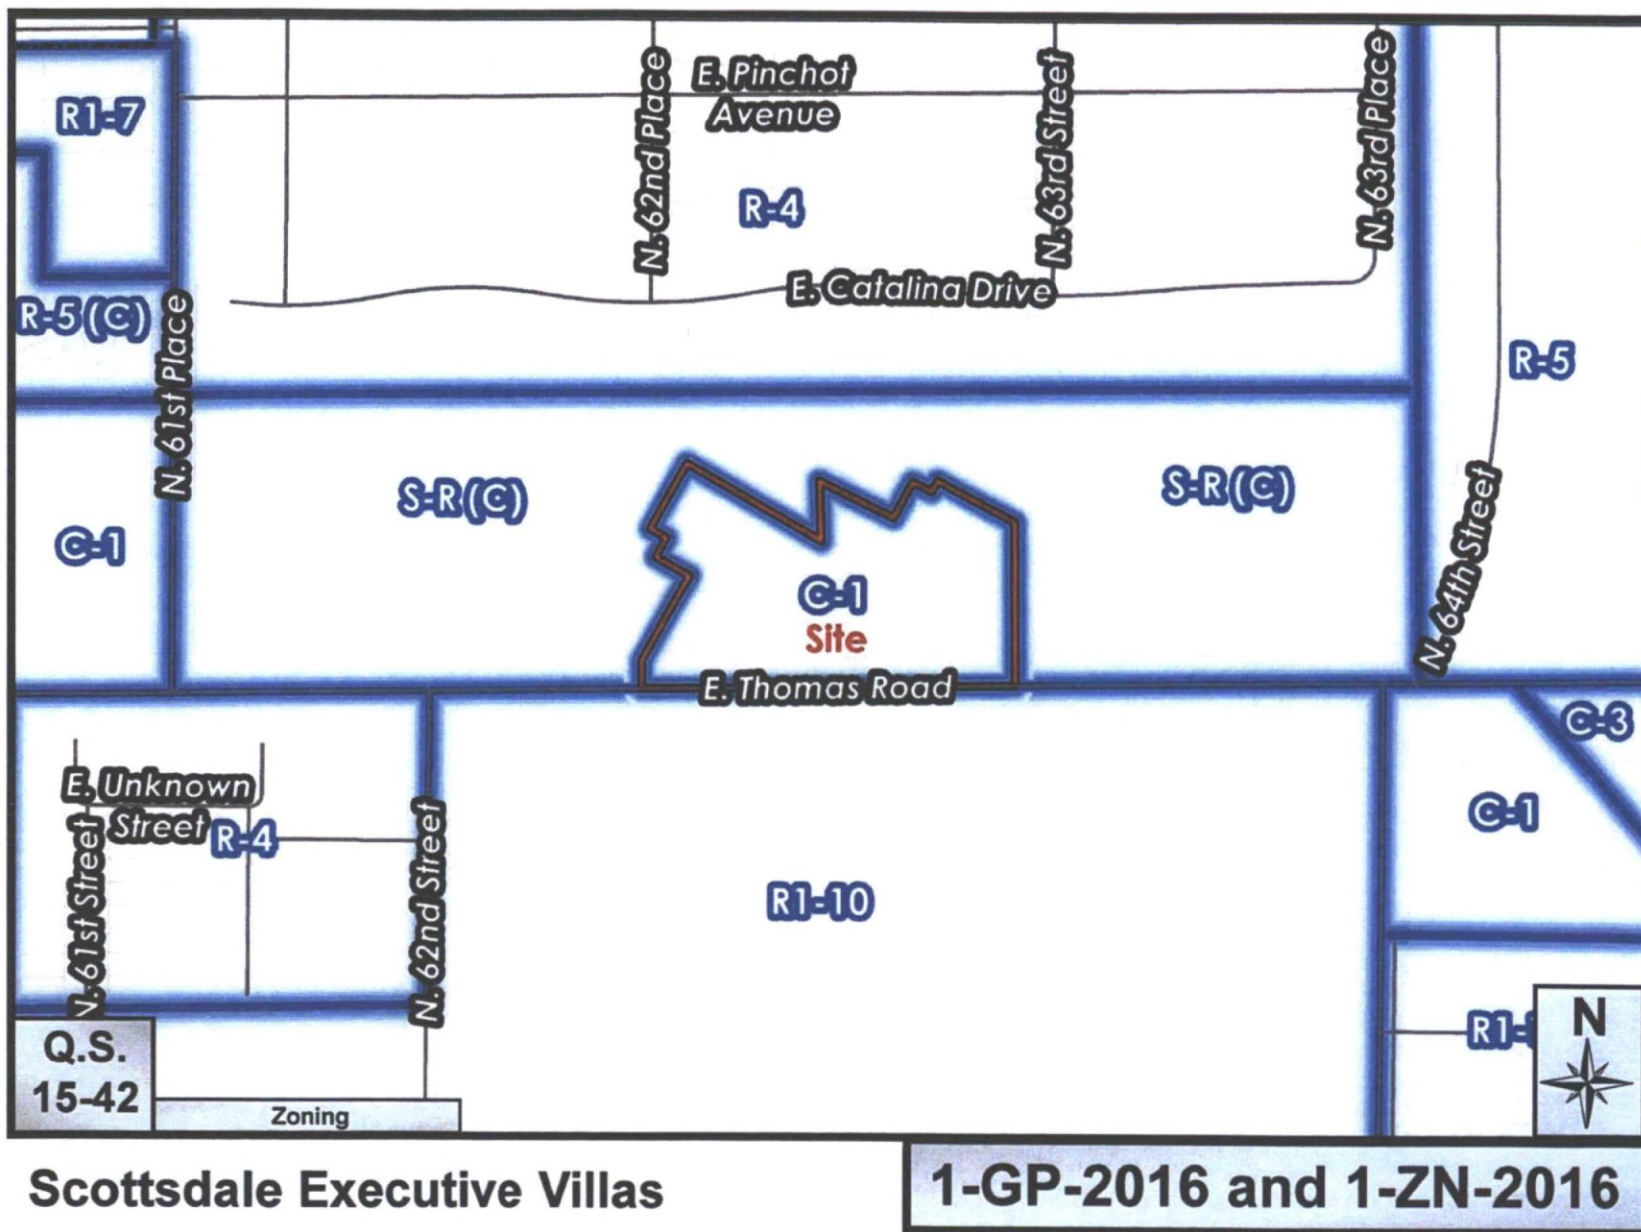 E. Pinchot
Avenue
R1-7
N. 62nd Place
N. 63rd Street
N. 63rd Place
R-4
E. Catalina Drive
R-5 (C)
N. 61st Place
R-5
S-R (C)
S-R (C)
C-1
C-1
Site
N. 64th Street
E. Thomas Road
C-3
E. Unknown
Street
R-4
C-1
N. 61st Street
N. 62nd Street
R1-10
R1-
N
Q.S.
15-42
Zoning
Scottsdale Executive Villas
1-GP-2016 and 1-ZN-2016